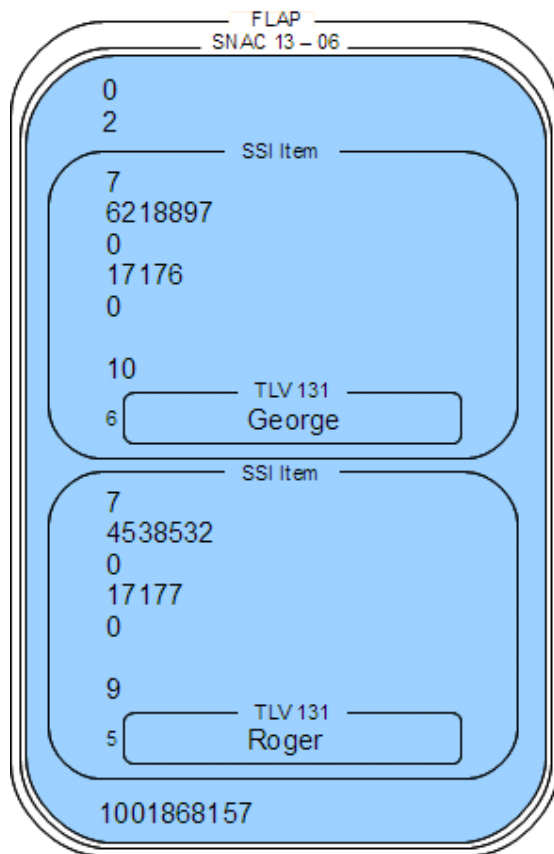 FLAP
SNAC 13 – 06
0
2
SSI Item
7
6218897
0
17176
0
10
TLV 131
6 George
SSI Item
7
4538532
0
17177
0
9
TLV 131
5 Roger
1001868157